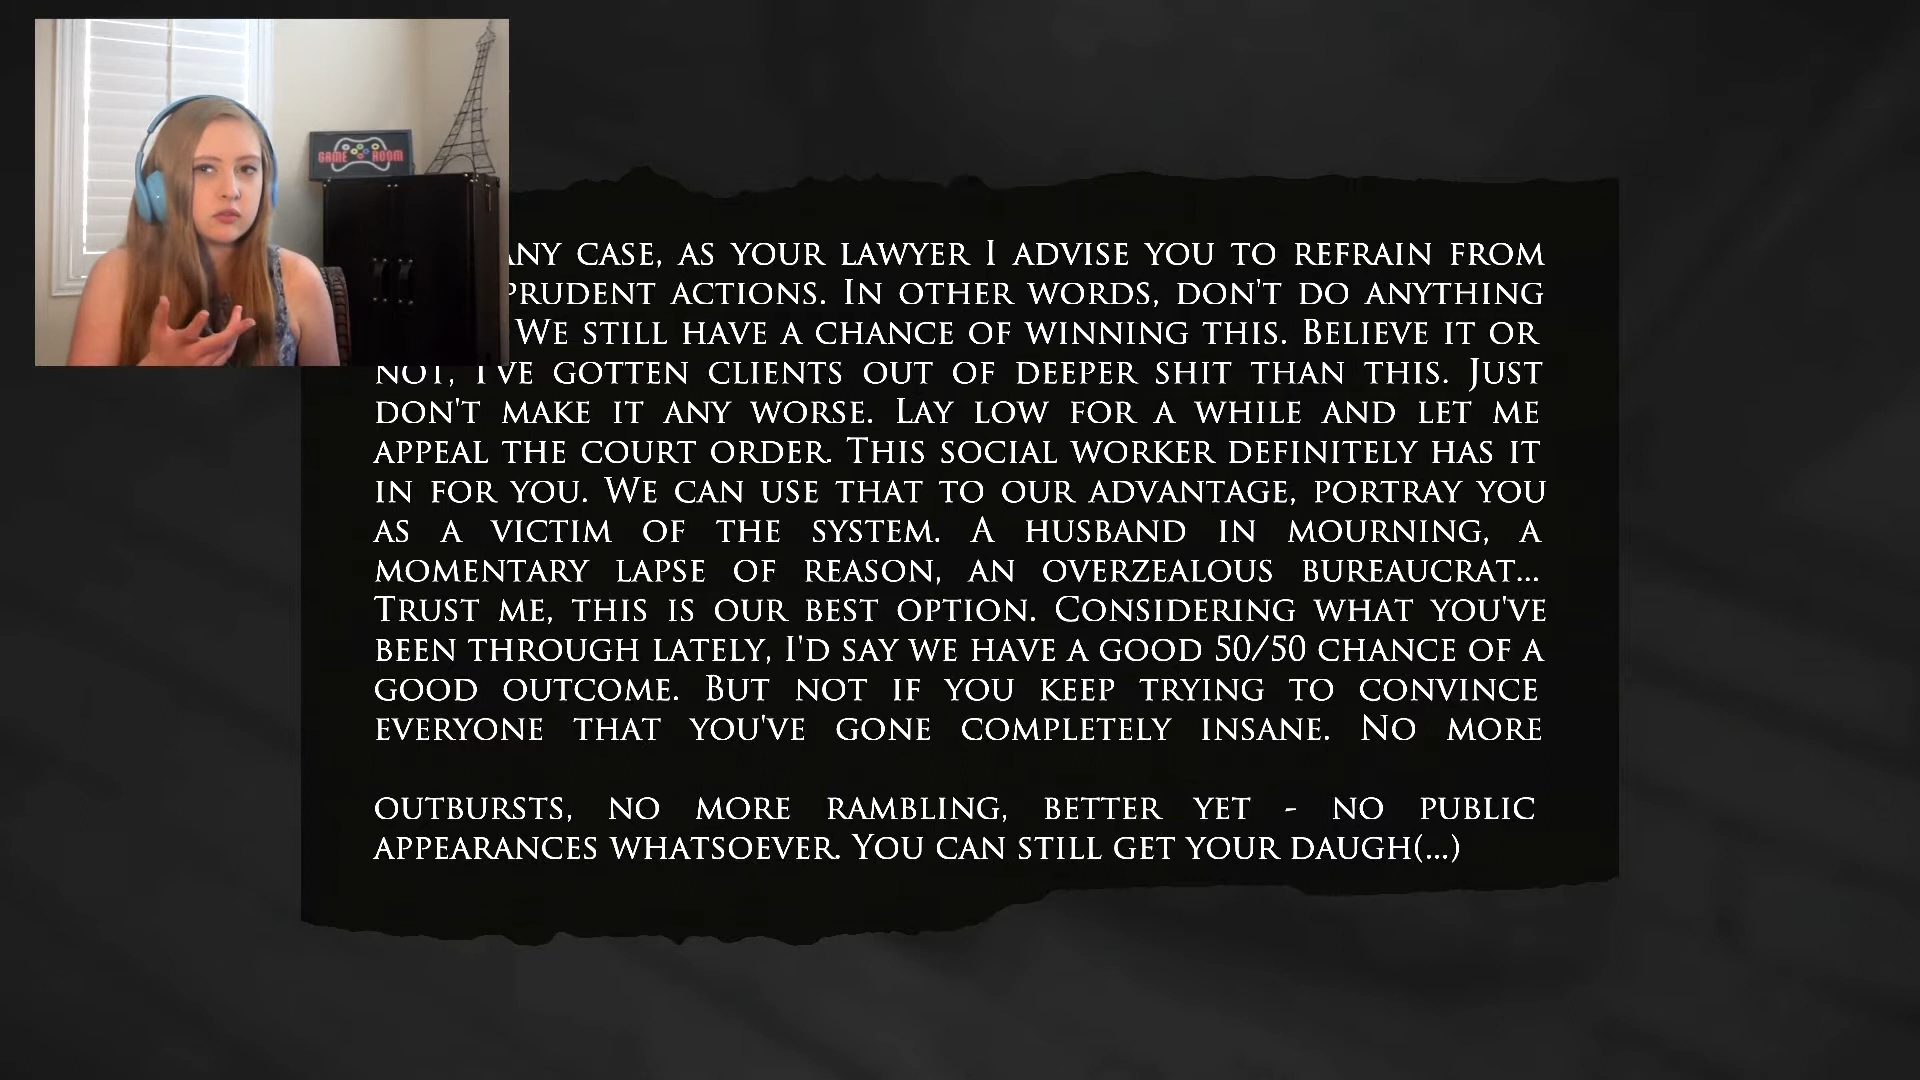 GAME ROOM
ANY CASE, AS YOUR LAWYER I ADVISE YOU TO REFRAIN FROM
PRUDENT ACTIONS. IN OTHER WORDS, DON'T DO ANYTHING
WE STILL HAVE A CHANCE OF WINNING THIS. BELIEVE IT OR
NOT, I'VE GOTTEN CLIENTS OUT OF DEEPER SHIT THAN THIS. JUST
DON'T MAKE IT ANY WORSE. LAY LOW FOR A WHILE AND LET ME
APPEAL THE COURT ORDER. THIS SOCIAL WORKER DEFINITELY HAS IT
IN FOR YOU. WE CAN USE THAT TO OUR ADVANTAGE, PORTRAY YOU
AS A VICTIM OF THE SYSTEM. A HUSBAND IN MOURNING, A
MOMENTARY LAPSE OF REASON, AN OVERZEALOUS BUREAUCRAT...
TRUST ME, THIS IS OUR BEST OPTION. CONSIDERING WHAT YOU'VE
BEEN THROUGH LATELY, I'D SAY WE HAVE A GOOD 50/50 CHANCE OF A
GOOD OUTCOME. BUT NOT IF YOU KEEP TRYING TO CONVINCE
EVERYONE THAT YOU'VE GONE COMPLETELY INSANE. NO MORE
OUTBURSTS, NO MORE RAMBLING, BETTER YET - NO PUBLIC
APPEARANCES WHATSOEVER. YOU CAN STILL GET YOUR DAUGH(...)